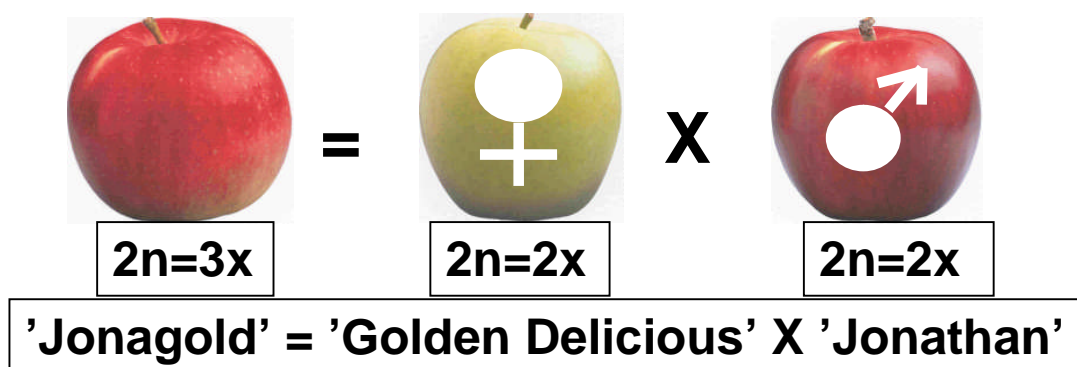 = X
2n=3x 2n=2x 2n=2x
’Jonagold’ = ’Golden Delicious’ X ’Jonathan’